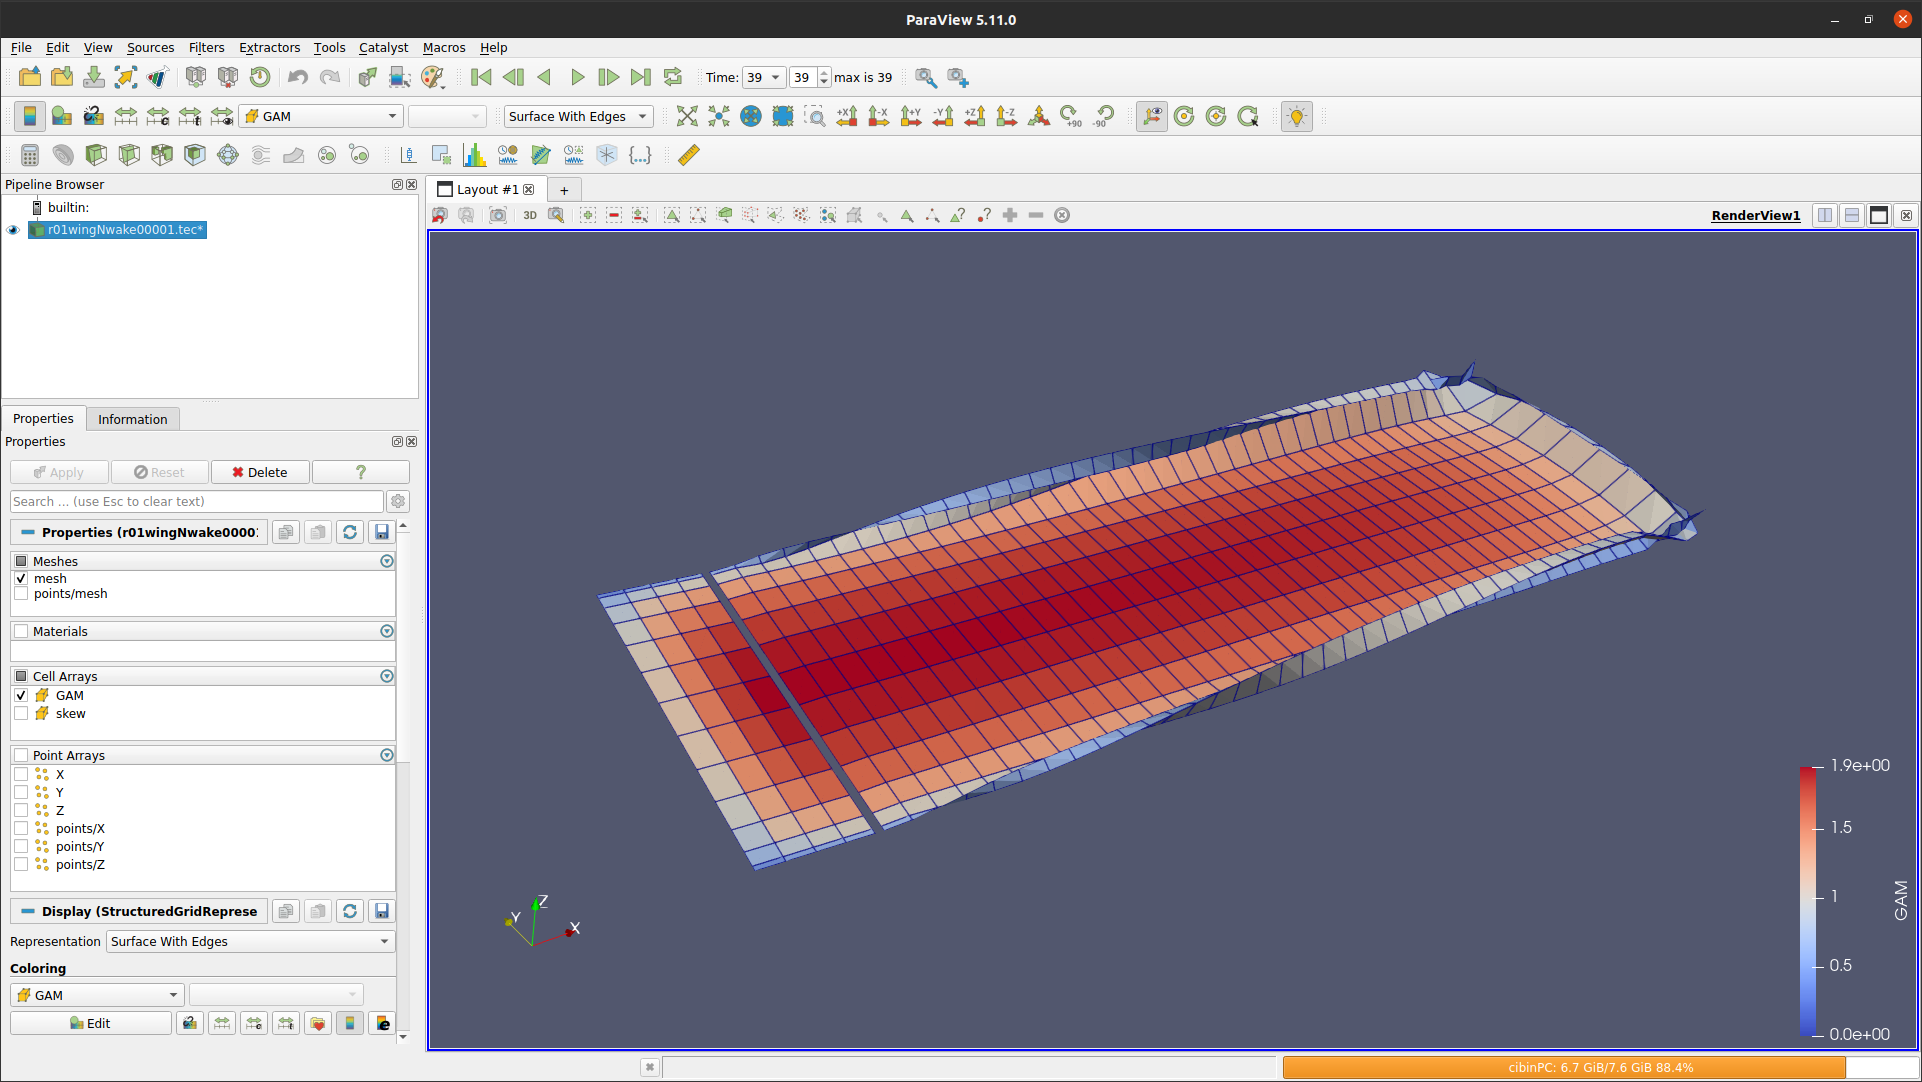 ParaView 5.11.0
File Edit View Sources Filters Extractors Tools Catalyst Macros Help
Time: 39 39 max is 39
GAM Surface With Edges +X -X +Y -Y +Z -Z +90 -90
Pipeline Browser
Layout #1 +
builtin:
3D RenderView1
r01wingNwake00001.tec*
Properties Information
Properties
Apply Reset Delete ?
Search ... (use Esc to clear text)
Properties (r01wingNwake0000
Meshes
mesh
points/mesh
Materials
Cell Arrays
GAM
skew
Point Arrays
X
Y
Z
points/X
points/Y
points/Z
Display (StructuredGridReprese
Representation Surface With Edges
Coloring
GAM
Edit
Z
Y
X
1.9e+00
1.5
1
0.5
0.0e+00
GAM
cibinPC: 6.7 GiB/7.6 GiB 88.4%